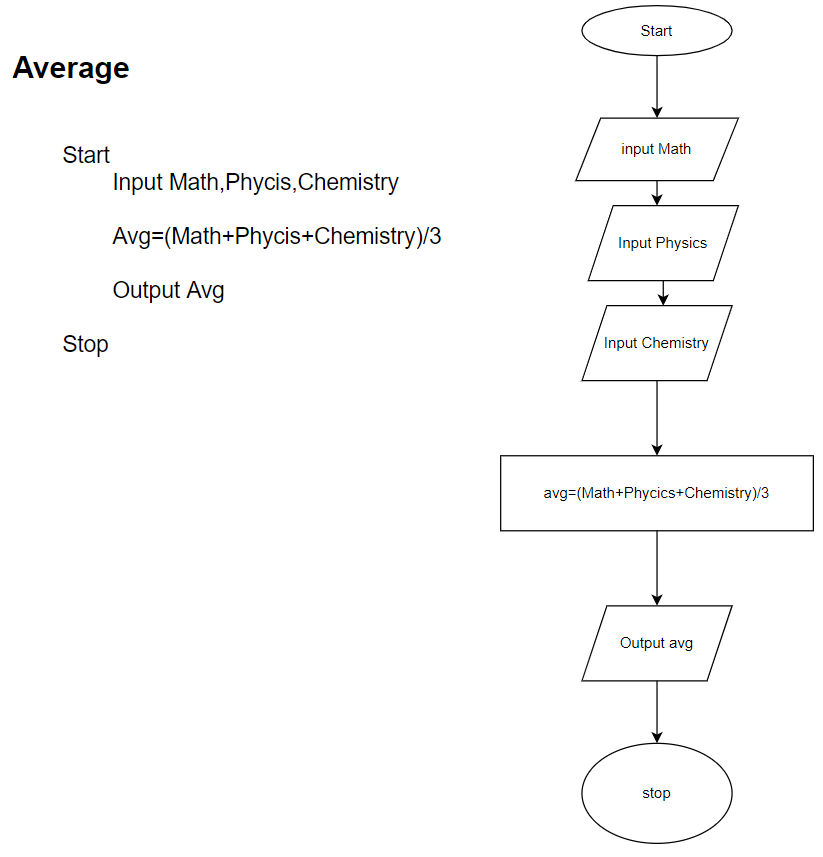 Average
Start
Input Math,Phycis,Chemistry
Avg=(Math+Phycis+Chemistry)/3
Output Avg
Stop
Start
input Math
Input Physics
Input Chemistry
avg=(Math+Phycics+Chemistry)/3
Output avg
stop